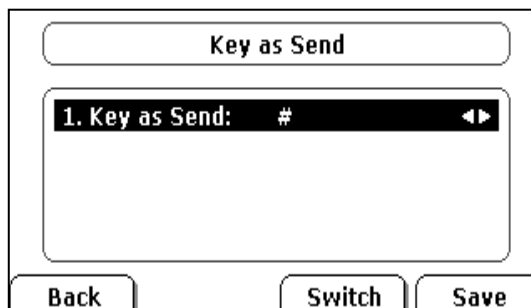 Key as Send
1. Key as Send: #
Back Switch Save